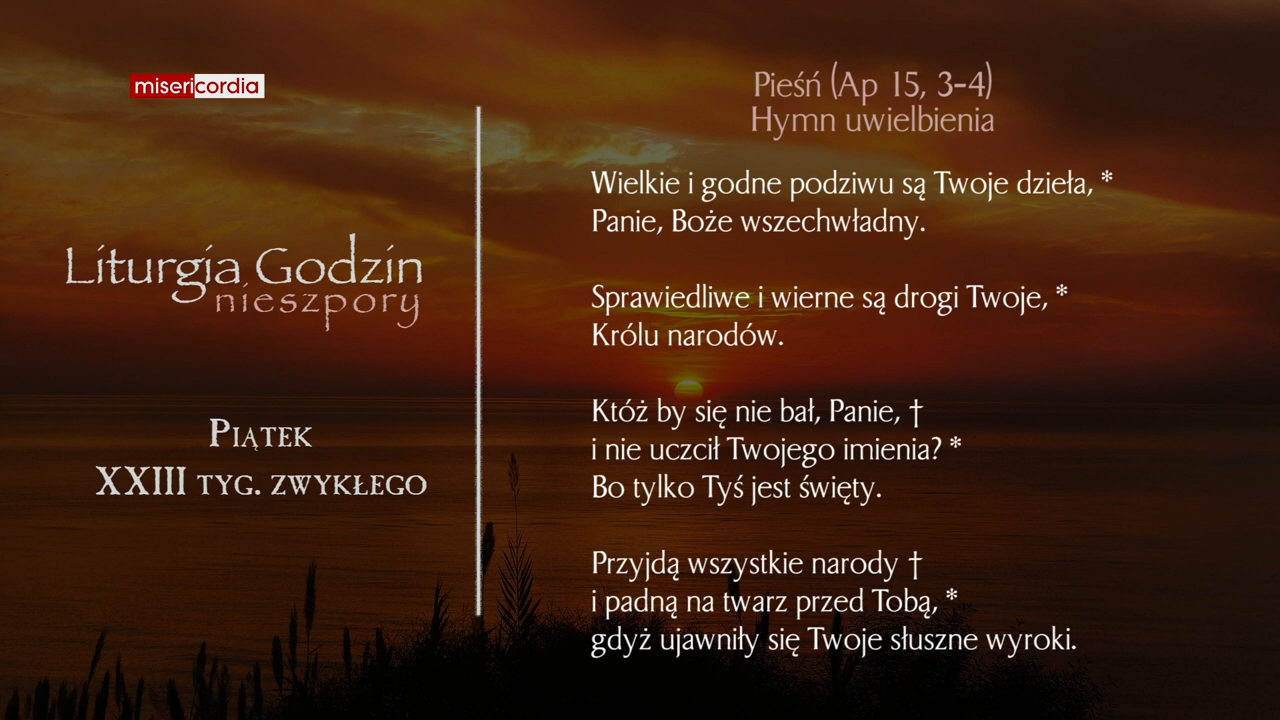 misericordia
Liturgia Godzin
nieszpory
Piątek
XXIII tyg. zwykłego
Pieśń (Ap 15, 3-4)
Hymn uwielbienia
Wielkie i godne podziwu są Twoje dzieła, *
Panie, Boże wszechwładny.
Sprawiedliwe i wierne są drogi Twoje, *
Królu narodów.
Któż by się nie bał, Panie, †
i nie uczcił Twojego imienia? *
Bo tylko Tyś jest święty.
Przyjdą wszystkie narody †
i padną na twarz przed Tobą, *
gdyż ujawniły się Twoje słuszne wyroki.